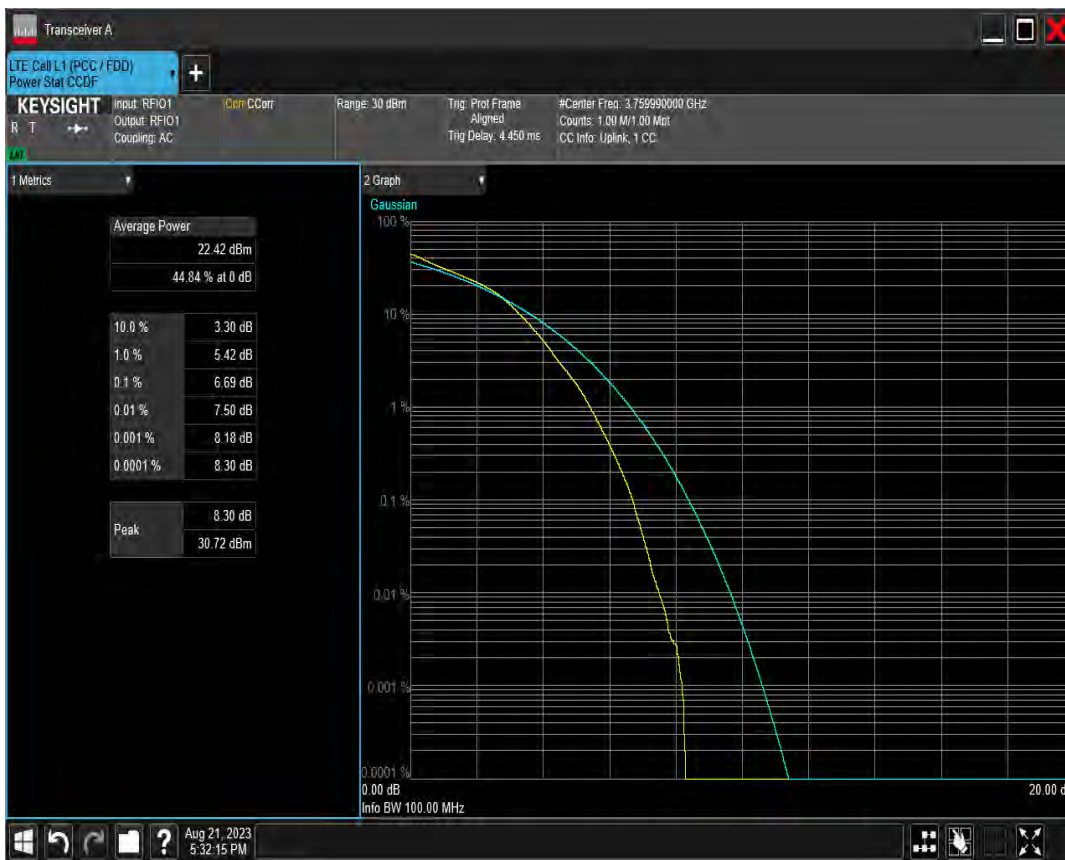 Transceiver A
LTE Cell L1 (PCC / FDD)
Power Stat CCDF
+
KEYSIGHT
R T
LNI
Input: RFIO1
Output: RFIO1
Coupling: AC
Corr CCorr
Range: 30 dBm
Trig: Prot Frame
Aligned
Trig Delay: 4.450 ms
#Center Freq: 3.759990000 GHz
Counts: 1.00 M/1.00 Mpt
CC Info: Uplink, 1 CC
1 Metrics
Average Power
22.42 dBm
44.84 % at 0 dB
10.0 % 3.30 dB
1.0 % 5.42 dB
0.1 % 6.69 dB
0.01 % 7.50 dB
0.001 % 8.18 dB
0.0001 % 8.30 dB
Peak
8.30 dB
30.72 dBm
2 Graph
Gaussian
100 %
10 %
1 %
0.1 %
0.01 %
0.001 %
0.0001 %
0.00 dB
20.00 d
Info BW 100.00 MHz
?
Aug 21, 2023
5:32:15 PM